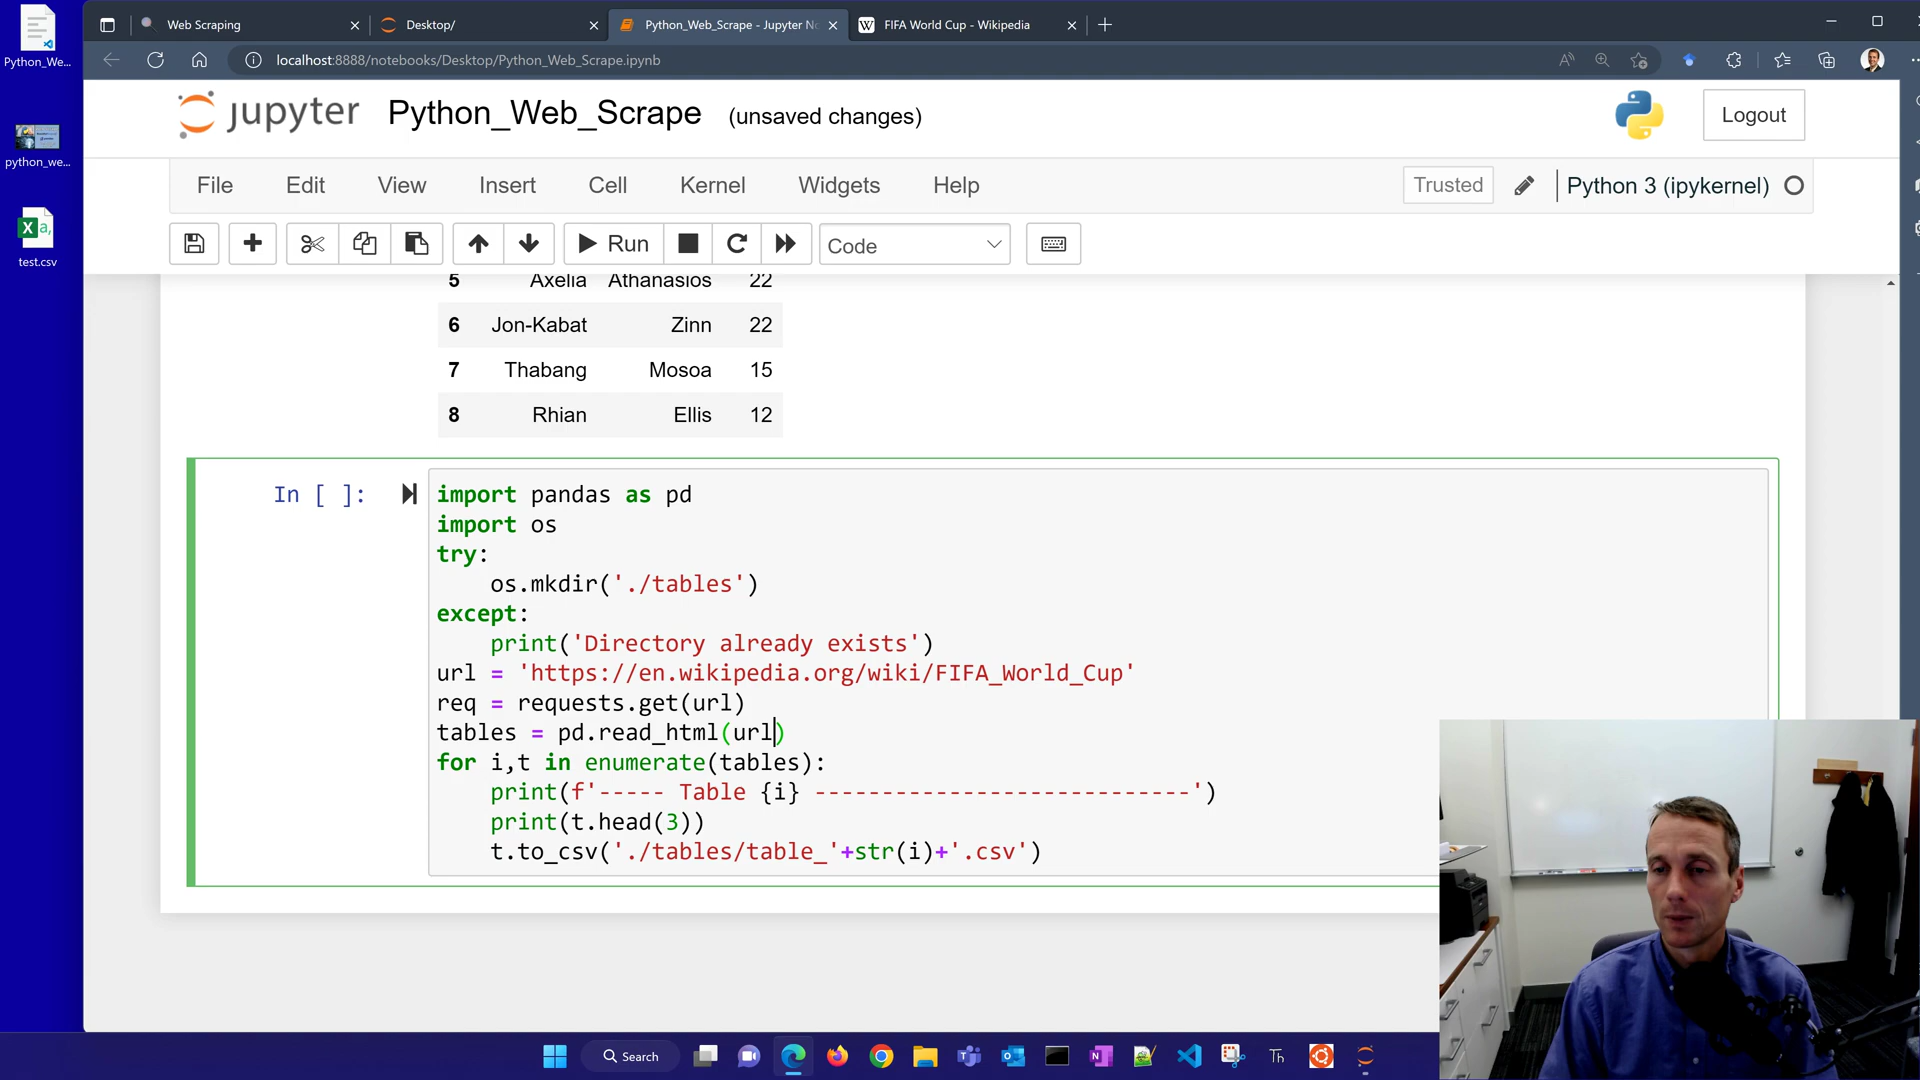 Python_We...
python_we...
test.csv
Web Scraping
Desktop/
Python_Web_Scrape - Jupyter No
FIFA World Cup - Wikipedia
localhost:8888/notebooks/Desktop/Python_Web_Scrape.ipynb
jupyter Python_Web_Scrape (unsaved changes)
Logout
File Edit View Insert Cell Kernel Widgets Help
Trusted
Python 3 (ipykernel)
Run
Code
5 Axelia Athanasios 22
6 Jon-Kabat Zinn 22
7 Thabang Mosoa 15
8 Rhian Ellis 12
In [ ]:
import pandas as pd
import os
try:
    os.mkdir('./tables')
except:
    print('Directory already exists')
url = 'https://en.wikipedia.org/wiki/FIFA_World_Cup'
req = requests.get(url)
tables = pd.read_html(url)
for i,t in enumerate(tables):
    print(f'----- Table {i} ----------------------------')
    print(t.head(3))
    t.to_csv('./tables/table_'+str(i)+'.csv')
Search
Th